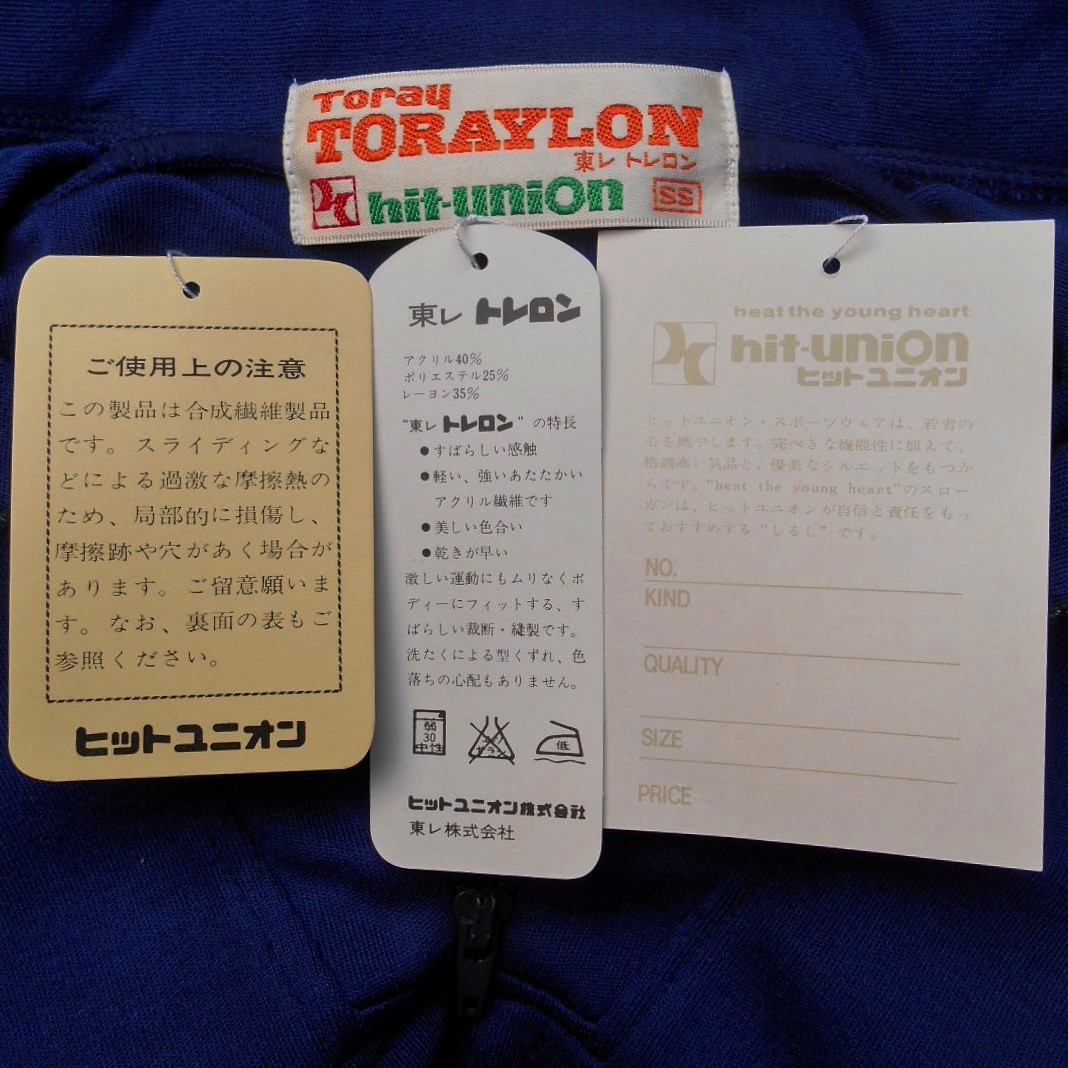 Toray
TORAYLON
東レ トレロン
hit-union
SS
ご使用上の注意
この製品は合成繊維製品
です。スライディングな
どによる過激な摩擦熱の
ため、局部的に損傷し、
摩擦跡や穴があく場合が
あります。ご留意願いま
す。なお、裏面の表もご
参照ください。
ヒットユニオン
東レ トレロン
アクリル40%
ポリエステル25%
レーヨン35%
“東レ トレロン”の特長
●すばらしい感触
●軽い、強いあたたかい
アクリル繊維です
●美しい色合い
●乾きが早い
激しい運動にもムリなくボ
ディーにフィットする、す
ばらしい裁断・縫製です。
洗たくによる型くずれ、色
落ちの心配もありません。
弱
30
中性
エンソ
サラシ
低
ヒットユニオン株式会社
東レ株式会社
heat the young heart
hit-union
ヒットユニオン
ヒットユニオン・スポーツウェアは、若者の
心を燃やします。完ぺきな機能性に加えて、
格調高い気品と、優美なシルエットをもつか
らです。"heat the young heart"のスロー
ガンは、ヒットユニオンが自信と責任をもっ
ておすすめする“しるし”です。
NO.
KIND
QUALITY
SIZE
PRICE